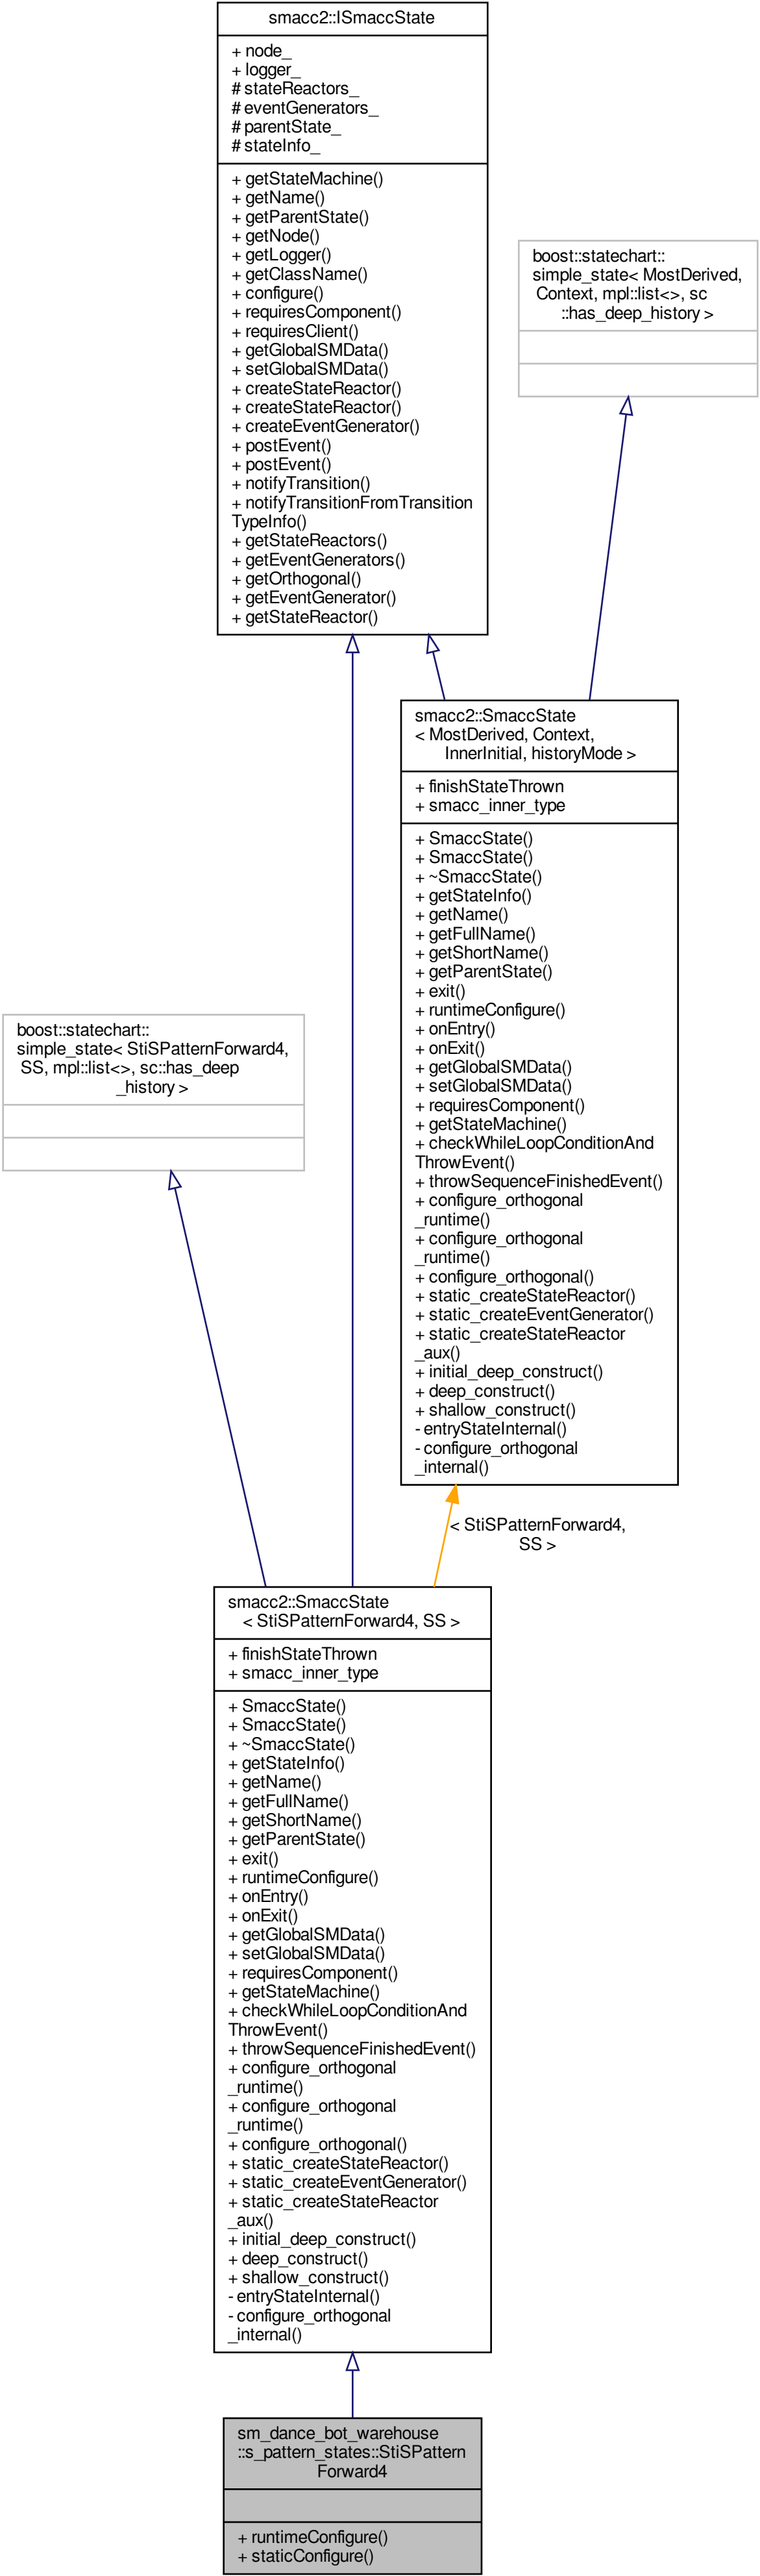 smacc2::ISmaccState
+ node_
+ logger_
# stateReactors_
# eventGenerators_
# parentState_
# stateInfo_
+ getStateMachine()
+ getName()
+ getParentState()
+ getNode()
+ getLogger()
+ getClassName()
+ configure()
+ requiresComponent()
+ requiresClient()
+ getGlobalSMData()
+ setGlobalSMData()
+ createStateReactor()
+ createStateReactor()
+ createEventGenerator()
+ postEvent()
+ postEvent()
+ notifyTransition()
+ notifyTransitionFromTransition
TypeInfo()
+ getStateReactors()
+ getEventGenerators()
+ getOrthogonal()
+ getEventGenerator()
+ getStateReactor()
boost::statechart::
simple_state< MostDerived,
Context, mpl::list<>, sc
::has_deep_history >
smacc2::SmaccState
< MostDerived, Context,
InnerInitial, historyMode >
+ finishStateThrown
+ smacc_inner_type
+ SmaccState()
+ SmaccState()
+ ~SmaccState()
+ getStateInfo()
+ getName()
+ getFullName()
+ getShortName()
+ getParentState()
+ exit()
+ runtimeConfigure()
+ onEntry()
+ onExit()
+ getGlobalSMData()
+ setGlobalSMData()
+ requiresComponent()
+ getStateMachine()
+ checkWhileLoopConditionAnd
ThrowEvent()
+ throwSequenceFinishedEvent()
+ configure_orthogonal
_runtime()
+ configure_orthogonal
_runtime()
+ configure_orthogonal()
+ static_createStateReactor()
+ static_createEventGenerator()
+ static_createStateReactor
_aux()
+ initial_deep_construct()
+ deep_construct()
+ shallow_construct()
- entryStateInternal()
- configure_orthogonal
_internal()
boost::statechart::
simple_state< StiSPatternForward4,
SS, mpl::list<>, sc::has_deep
_history >
< StiSPatternForward4,
SS >
smacc2::SmaccState
< StiSPatternForward4, SS >
+ finishStateThrown
+ smacc_inner_type
+ SmaccState()
+ SmaccState()
+ ~SmaccState()
+ getStateInfo()
+ getName()
+ getFullName()
+ getShortName()
+ getParentState()
+ exit()
+ runtimeConfigure()
+ onEntry()
+ onExit()
+ getGlobalSMData()
+ setGlobalSMData()
+ requiresComponent()
+ getStateMachine()
+ checkWhileLoopConditionAnd
ThrowEvent()
+ throwSequenceFinishedEvent()
+ configure_orthogonal
_runtime()
+ configure_orthogonal
_runtime()
+ configure_orthogonal()
+ static_createStateReactor()
+ static_createEventGenerator()
+ static_createStateReactor
_aux()
+ initial_deep_construct()
+ deep_construct()
+ shallow_construct()
- entryStateInternal()
- configure_orthogonal
_internal()
sm_dance_bot_warehouse
::s_pattern_states::StiSPattern
Forward4
+ runtimeConfigure()
+ staticConfigure()